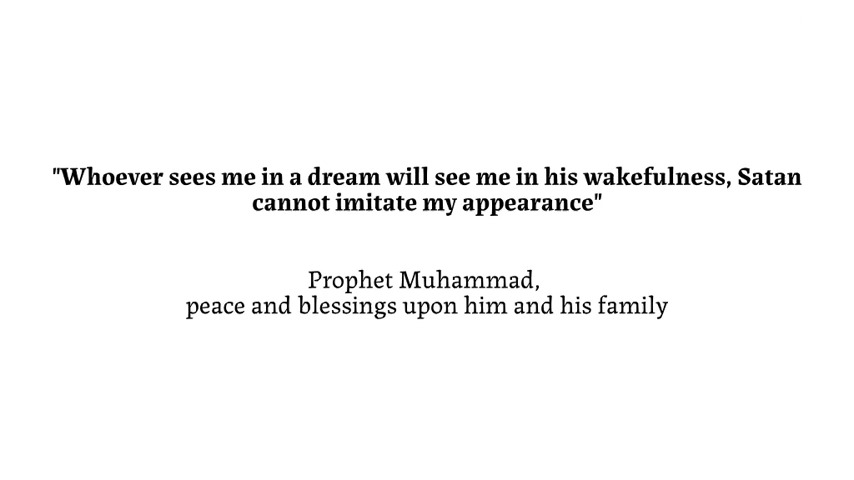 "Whoever sees me in a dream will see me in his wakefulness, Satan
cannot imitate my appearance"
Prophet Muhammad,
peace and blessings upon him and his family